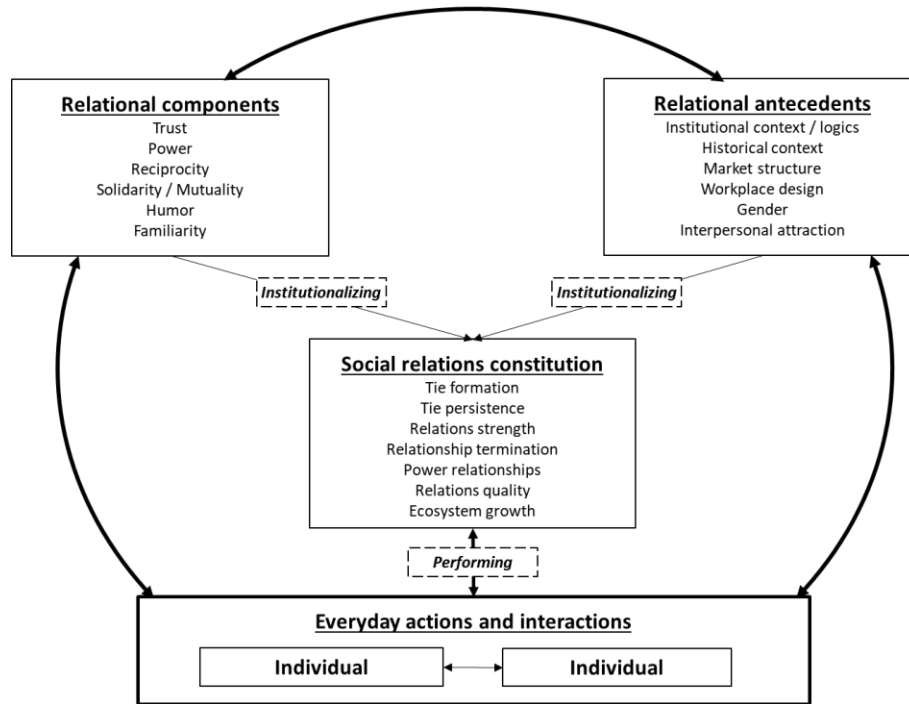 Relational components
Trust
Power
Reciprocity
Solidarity / Mutuality
Humor
Familiarity
Relational antecedents
Institutional context / logics
Historical context
Market structure
Workplace design
Gender
Interpersonal attraction
Institutionalizing
Institutionalizing
Social relations constitution
Tie formation
Tie persistence
Relations strength
Relationship termination
Power relationships
Relations quality
Ecosystem growth
Performing
Everyday actions and interactions
Individual
Individual